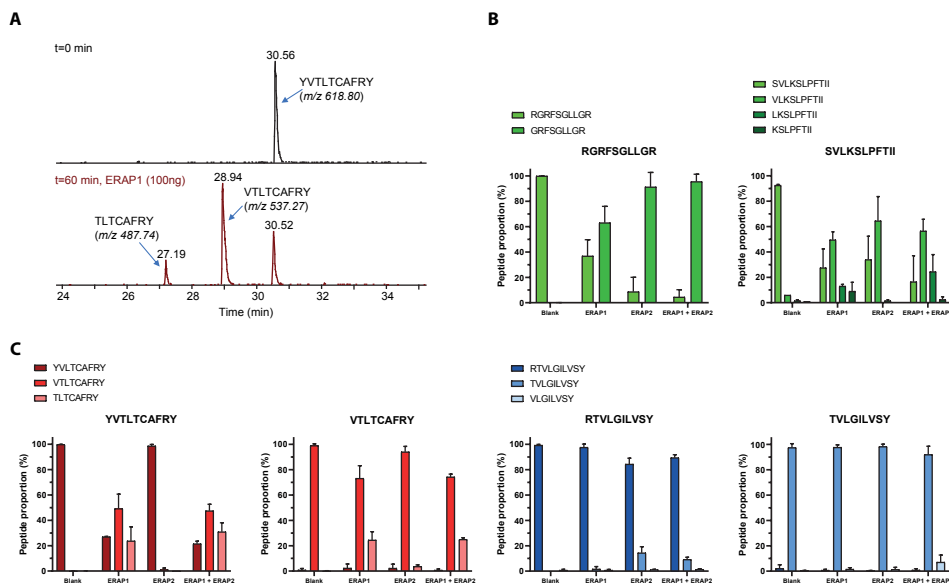 A
t=0 min
30.56
YVTLTCAFRY
(m/z 618.80)
t=60 min, ERAP1 (100ng)
28.94
VTLTCAFRY
(m/z 537.27)
TLTCAFRY
(m/z 487.74)
30.52
27.19
24 26 28 30 32 34
Time (min)
B
RGRFSGLLGR
GRFSGLLGR
RGRFSGLLGR
Peptide proportion (%)
100
80
60
40
20
0
Blank ERAP1 ERAP2 ERAP1 + ERAP2
SVLKSLPFTII
VLKSLPFTII
LKSLPFTII
KSLPFTII
SVLKSLPFTII
Peptide proportion (%)
100
80
60
40
20
0
Blank ERAP1 ERAP2 ERAP1 + ERAP
C
YVLTCAFRY
VTLTCAFRY
TLTCAFRY
YVTLTCAFRY
Peptide proportion (%)
100
80
60
40
20
0
Blank ERAP1 ERAP2 ERAP1 + ERAP2
VTLTCAFRY
Peptide proportion (%)
100
80
60
40
20
0
Blank ERAP1 ERAP2 ERAP1 + ERAP2
RTVLGILVSY
TVLGILVSY
VLGILVSY
RTVLGILVSY
Peptide proportion (%)
100
80
60
40
20
0
Blank ERAP1 ERAP2 ERAP1 + ERAP2
TVLGILVSY
Peptide proportion (%)
100
80
60
40
20
0
Blank ERAP1 ERAP2 ERAP1 + ERAP2